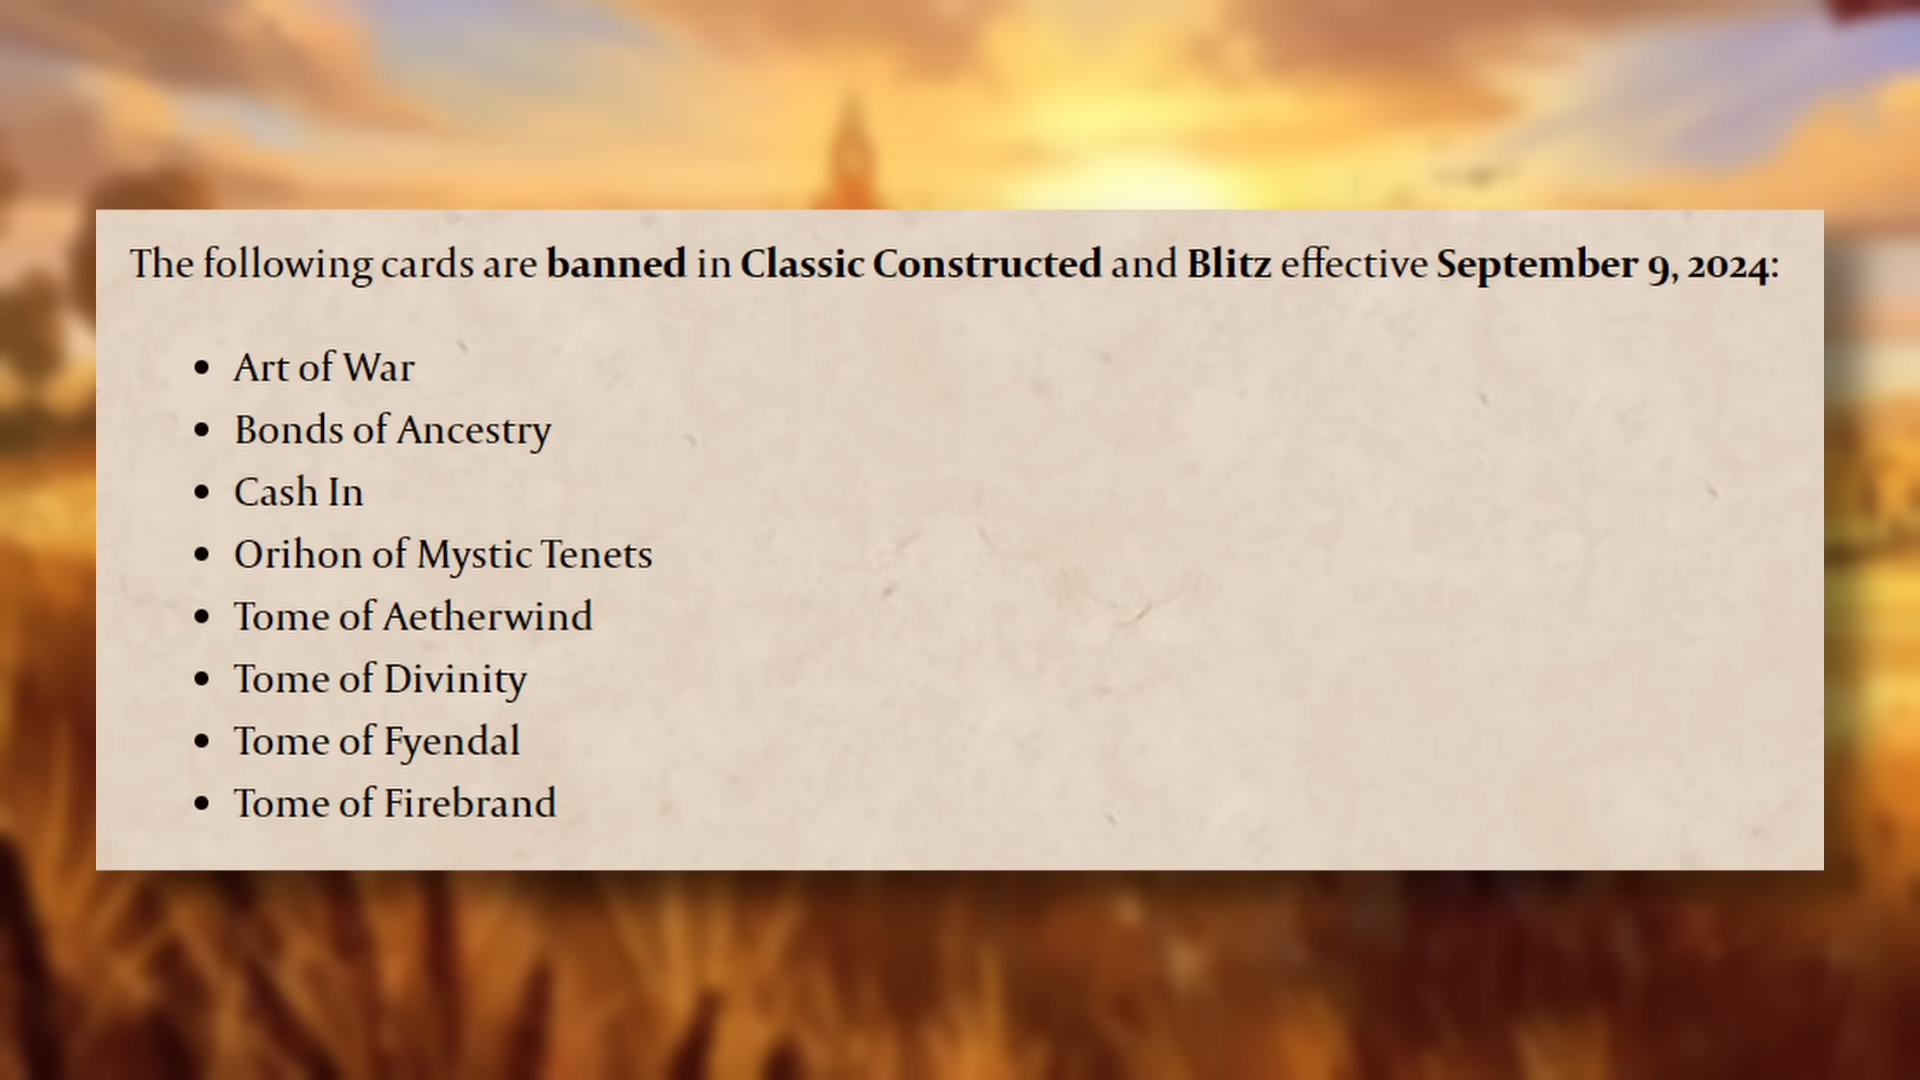 The following cards are banned in Classic Constructed and Blitz effective September 9, 2024:
• Art of War
• Bonds of Ancestry
• Cash In
• Orihon of Mystic Tenets
• Tome of Aetherwind
• Tome of Divinity
• Tome of Fyendal
• Tome of Firebrand